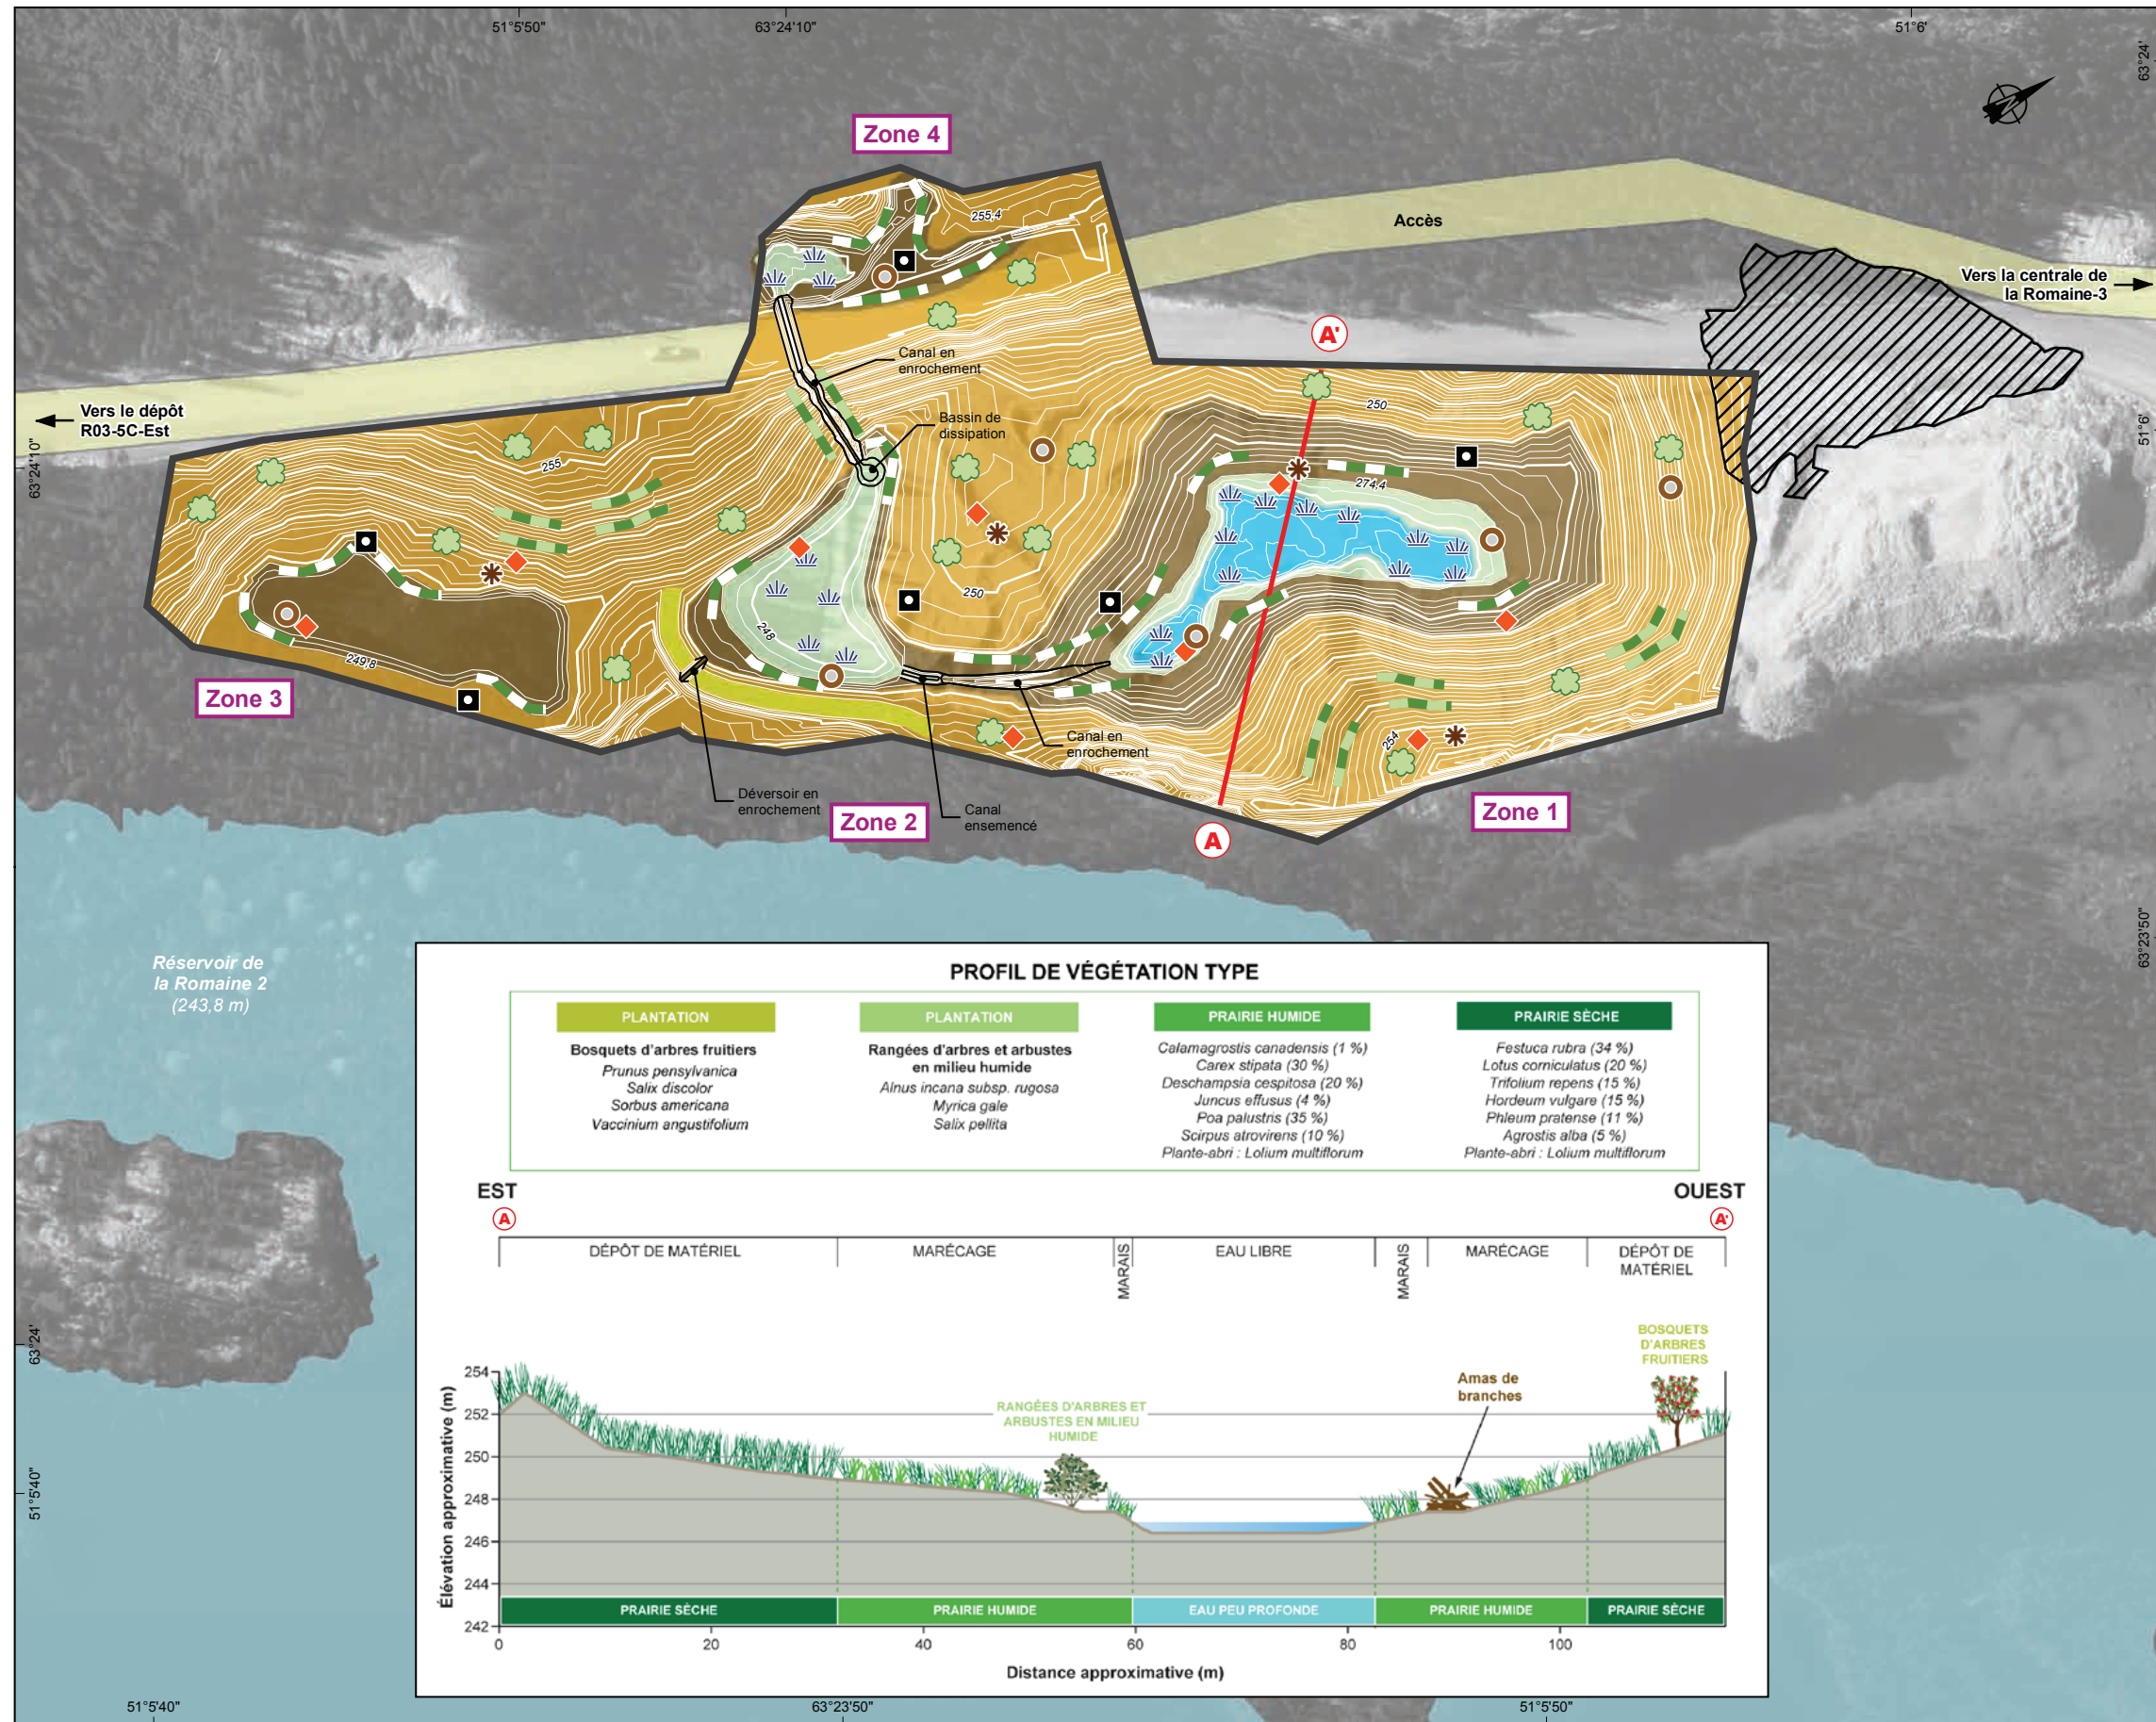 51°5'50"
63°24'10"
51°6'
63°24'
Zone 4
255,4
Accès
Vers la centrale de
la Romaine-3
A'
Canal en
enrochement
Vers le dépôt
R03-5C-Est
250
Bassin de
dissipation
51°6'
63°24'10"
255
274,4
250
248
249,8
Zone 3
254
Canal en
enrochement
Déversoir en
enrochement
Zone 2
Canal
ensemencé
Zone 1
A
63°23'50"
Réservoir de
la Romaine 2
(243,8 m)
PROFIL DE VÉGÉTATION TYPE
PLANTATION
Bosquets d'arbres fruitiers
Prunus pensylvanica
Salix discolor
Sorbus americana
Vaccinium angustifolium
PLANTATION
Rangées d'arbres et arbustes
en milieu humide
Alnus incana subsp. rugosa
Myrica gale
Salix pellita
PRAIRIE HUMIDE
Calamagrostis canadensis (1 %)
Carex stipata (30 %)
Deschampsia cespitosa (20 %)
Juncus effusus (4 %)
Poa palustris (35 %)
Scirpus atrovirens (10 %)
Plante-abri : Lolium multiflorum
PRAIRIE SÈCHE
Festuca rubra (34 %)
Lotus corniculatus (20 %)
Trifolium repens (15 %)
Hordeum vulgare (15 %)
Phleum pratense (11 %)
Agrostis alba (5 %)
Plante-abri : Lolium multiflorum
EST
OUEST
A
A'
DÉPÔT DE MATÉRIEL
MARÉCAGE
MARAIS
EAU LIBRE
MARAIS
MARÉCAGE
DÉPÔT DE
MATÉRIEL
63°24'
BOSQUETS
D'ARBRES
FRUITIERS
Amas de
branches
RANGÉES D'ARBRES ET
ARBUSTES EN MILIEU
HUMIDE
Élévation approximative (m)
254
252
250
248
246
244
242
51°5'40"
PRAIRIE SÈCHE
PRAIRIE HUMIDE
EAU PEU PROFONDE
PRAIRIE HUMIDE
PRAIRIE SÈCHE
0
20
40
60
80
100
Distance approximative (m)
51°5'40"
63°23'50"
51°5'50"